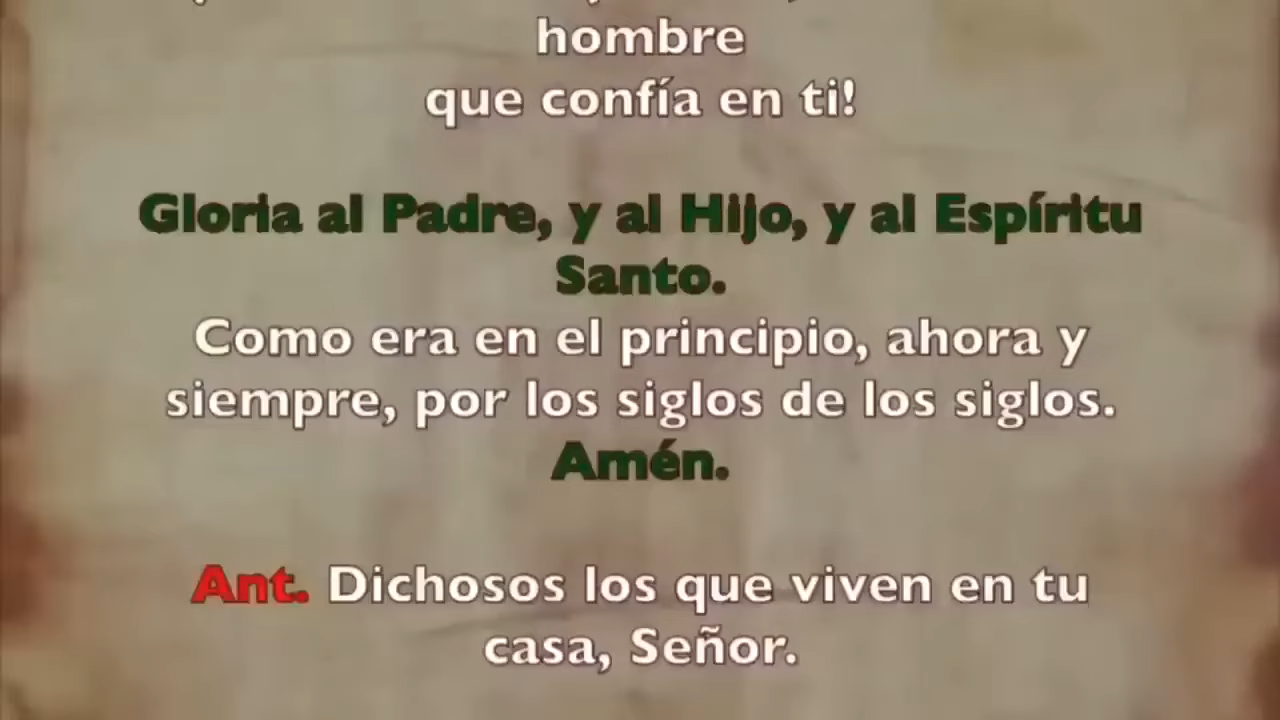 hombre
que confía en ti!
Gloria al Padre, y al Hijo, y al Espíritu
Santo.
Como era en el principio, ahora y
siempre, por los siglos de los siglos.
Amén.
Ant. Dichosos los que viven en tu
casa, Señor.